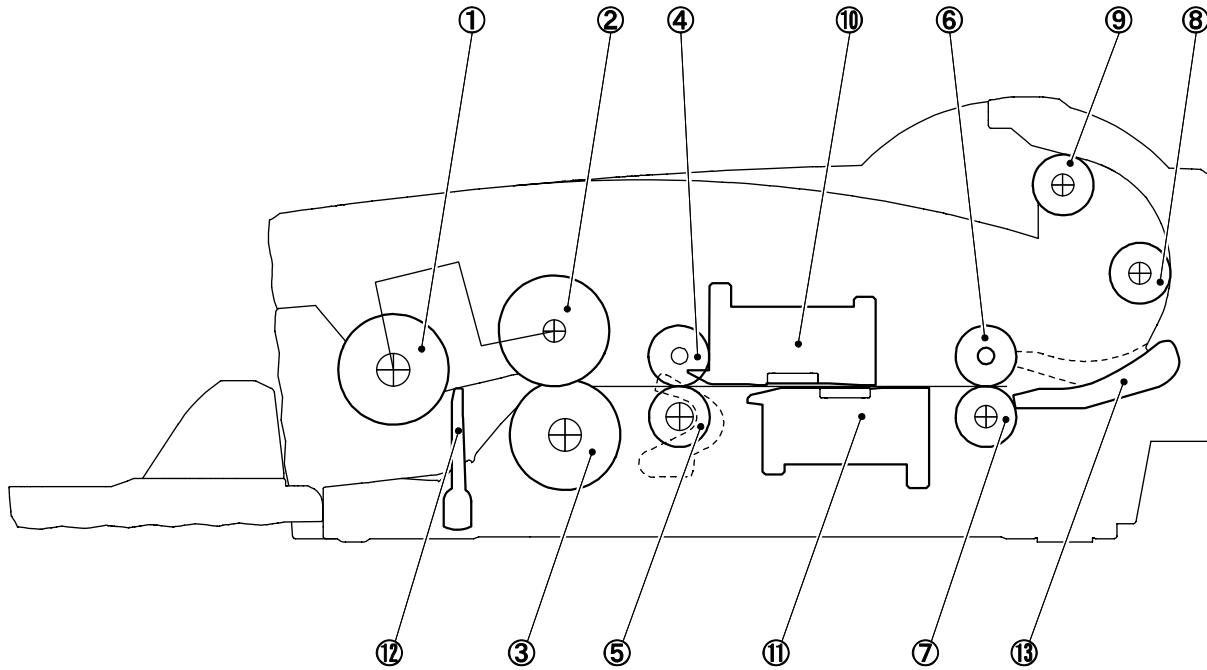 ① ② ④ ⑩ ⑥ ⑨ ⑧
⑫ ③ ⑤ ⑪ ⑦ ⑬